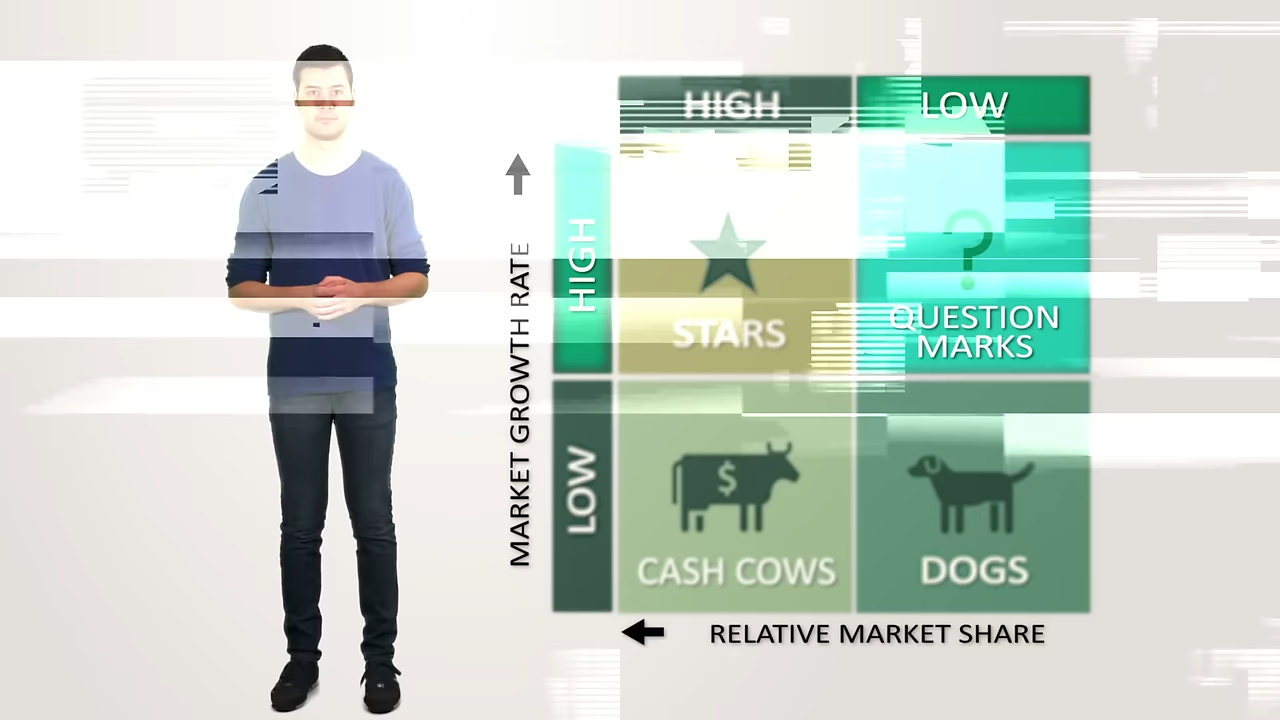 HIGH
LOW
MARKET GROWTH RATE
HIGH
STARS
?
QUESTION
MARKS
LOW
$
CASH COWS
DOGS
RELATIVE MARKET SHARE